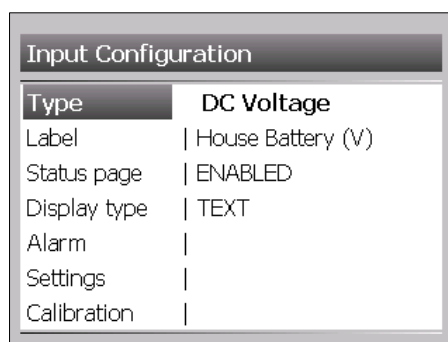 Input Configuration
Type DC Voltage
Label | House Battery (V)
Status page | ENABLED
Display type | TEXT
Alarm |
Settings |
Calibration |